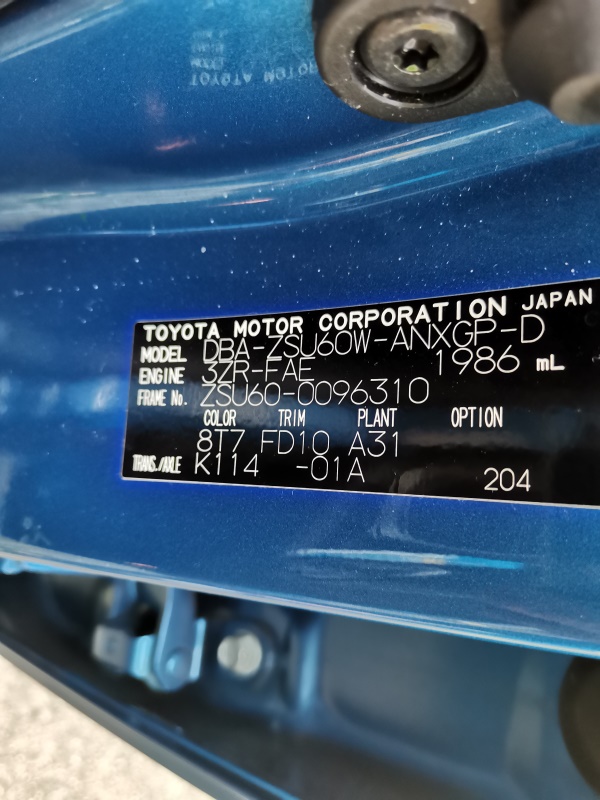 TOYOTA MOTOR CORPORATION JAPAN
MODEL DBA-ZSU60W-ANXGP-D
ENGINE 3ZR-FAE 1986 mL
FRAME No. ZSU60-0096310
COLOR TRIM PLANT OPTION
8T7 FD10 A31
TRANS./AXLE K114 -01A
204